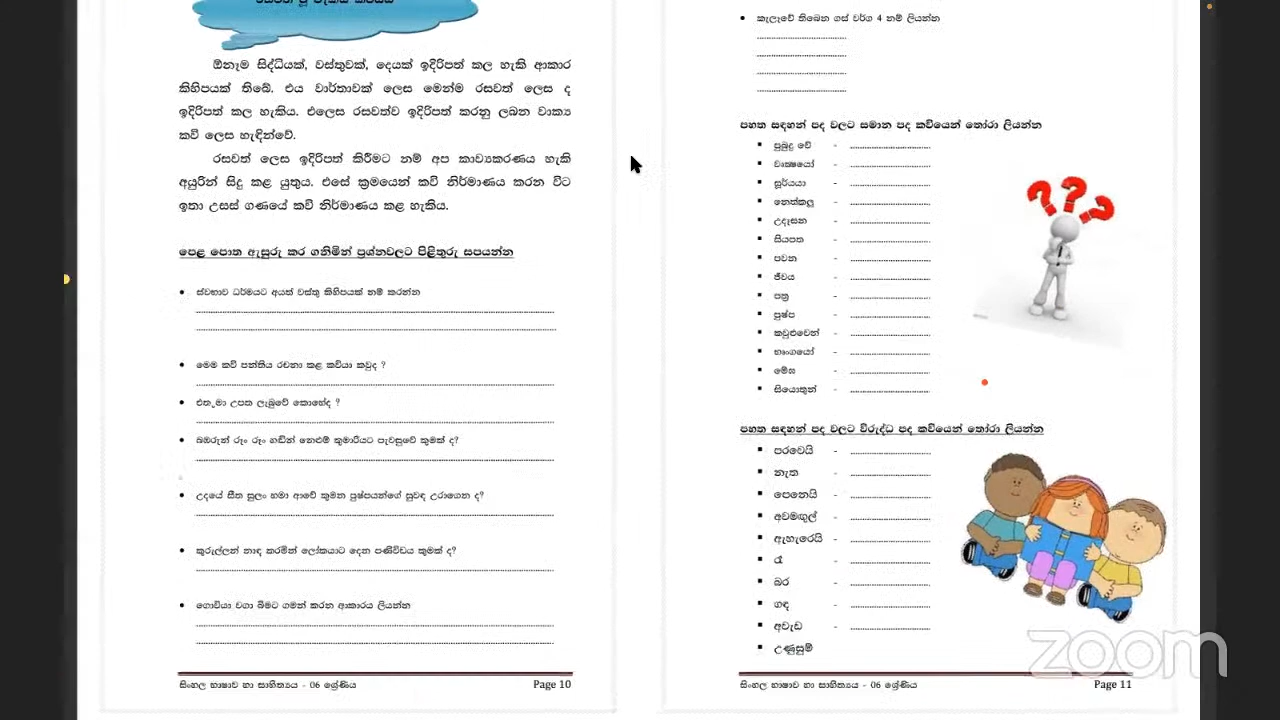 ඕනෑම සිද්ධියක්, වස්තුවක්, දෙයක් ඉදිරිපත් කල හැකි ආකාර
කිහිපයක් තිබේ. එය වාර්තාවක් ලෙස මෙන්ම රසවත් ලෙස ද
ඉදිරිපත් කල හැකිය. එලෙස රසවත්ව ඉදිරිපත් කරනු ලබන වාක්‍ය
කවි ලෙස හැඳින්වේ.
රසවත් ලෙස ඉදිරිපත් කිරීමට නම් අප කාව්‍යකරණය හැකි
අයුරින් සිදු කළ යුතුය. එසේ ක්‍රමයෙන් කවි නිර්මාණය කරන විට
ඉතා උසස් ගණයේ කවි නිර්මාණය කළ හැකිය.
පෙළ පොත ඇසුරු කර ගනිමින් ප්‍රශ්නවලට පිළිතුරු සපයන්න
• ස්වභාව ධර්මයට අයත් වස්තු කිහිපයක් නම් කරන්න
• මෙම කවි පන්තිය රචනා කළ කවියා කවුද ?
• එතුමා උපත ලැබුවේ කොහේද ?
• බඹරුන් රූං රූං හඬින් නෙළුම් කුමාරියට පැවසුවේ කුමක් ද?
• උදයේ සීත සුලං හමා ආවේ කුමන පුෂ්පයන්ගේ සුවඳ උරාගෙන ද?
• කුරුල්ලන් නාඳ කරමින් ලෝකයාට දෙන පණිවිඩය කුමක් ද?
• ගොවියා වගා බිමට ගමන් කරන ආකාරය ලියන්න
සිංහල භාෂාව හා සාහිත්‍යය - 06 ශ්‍රේණිය Page 10
• කැලෑවේ තිබෙන ගස් වර්ග 4 නම් ලියන්න
පහත සඳහන් පද වලට සමාන පද කවියෙන් තෝරා ලියන්න
පුබුදු වේ -
වෘක්‍ෂයෝ -
සූර්යයා -
නෙත්කලු -
උදෑසන -
සියපත -
පවන -
ජීවය -
පත්‍ර -
පුෂ්ප -
කවුළුවෙන් -
භෘංගයෝ -
මේඝ -
සියොතුන් -
පහත සඳහන් පද වලට විරුද්ධ පද කවියෙන් තෝරා ලියන්න
පරවෙයි -
නැත -
පෙනෙයි -
අවමඟුල් -
ඇහැරෙයි -
රෑ -
බර -
ගඳ -
අවැඩ -
උණුසුම්
සිංහල භාෂාව හා සාහිත්‍යය - 06 ශ්‍රේණිය Page 11
zoom